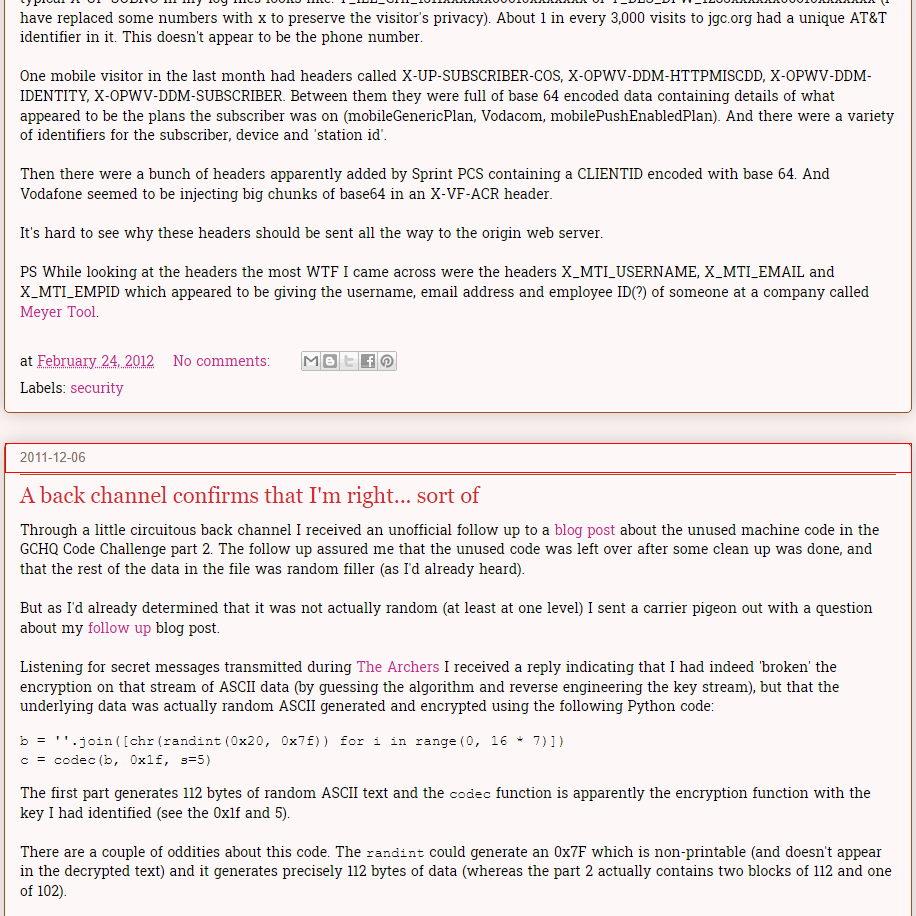 have replaced some numbers with x to preserve the visitor's privacy). About 1 in every 3,000 visits to jgc.org had a unique AT&T
identifier in it. This doesn't appear to be the phone number.
One mobile visitor in the last month had headers called X-UP-SUBSCRIBER-COS, X-OPWV-DDM-HTTPMISCDD, X-OPWV-DDM-
IDENTITY, X-OPWV-DDM-SUBSCRIBER. Between them they were full of base 64 encoded data containing details of what
appeared to be the plans the subscriber was on (mobileGenericPlan, Vodacom, mobilePushEnabledPlan). And there were a variety
of identifiers for the subscriber, device and 'station id'.
Then there were a bunch of headers apparently added by Sprint PCS containing a CLIENTID encoded with base 64. And
Vodafone seemed to be injecting big chunks of base64 in an X-VF-ACR header.
It's hard to see why these headers should be sent all the way to the origin web server.
PS While looking at the headers the most WTF I came across were the headers X_MTI_USERNAME, X_MTI_EMAIL and
X_MTI_EMPID which appeared to be giving the username, email address and employee ID(?) of someone at a company called
Meyer Tool.
at February 24, 2012 No comments:
Labels: security
2011-12-06
A back channel confirms that I'm right... sort of
Through a little circuitous back channel I received an unofficial follow up to a blog post about the unused machine code in the
GCHQ Code Challenge part 2. The follow up assured me that the unused code was left over after some clean up was done, and
that the rest of the data in the file was random filler (as I'd already heard).
But as I'd already determined that it was not actually random (at least at one level) I sent a carrier pigeon out with a question
about my follow up blog post.
Listening for secret messages transmitted during The Archers I received a reply indicating that I had indeed 'broken' the
encryption on that stream of ASCII data (by guessing the algorithm and reverse engineering the key stream), but that the
underlying data was actually random ASCII generated and encrypted using the following Python code:
b = ''.join([chr(randint(0x20, 0x7f)) for i in range(0, 16 * 7)])
c = codec(b, 0x1f, s=5)
The first part generates 112 bytes of random ASCII text and the codec function is apparently the encryption function with the
key I had identified (see the 0x1f and 5).
There are a couple of oddities about this code. The randint could generate an 0x7F which is non-printable (and doesn't appear
in the decrypted text) and it generates precisely 112 bytes of data (whereas the part 2 actually contains two blocks of 112 and one
of 102).